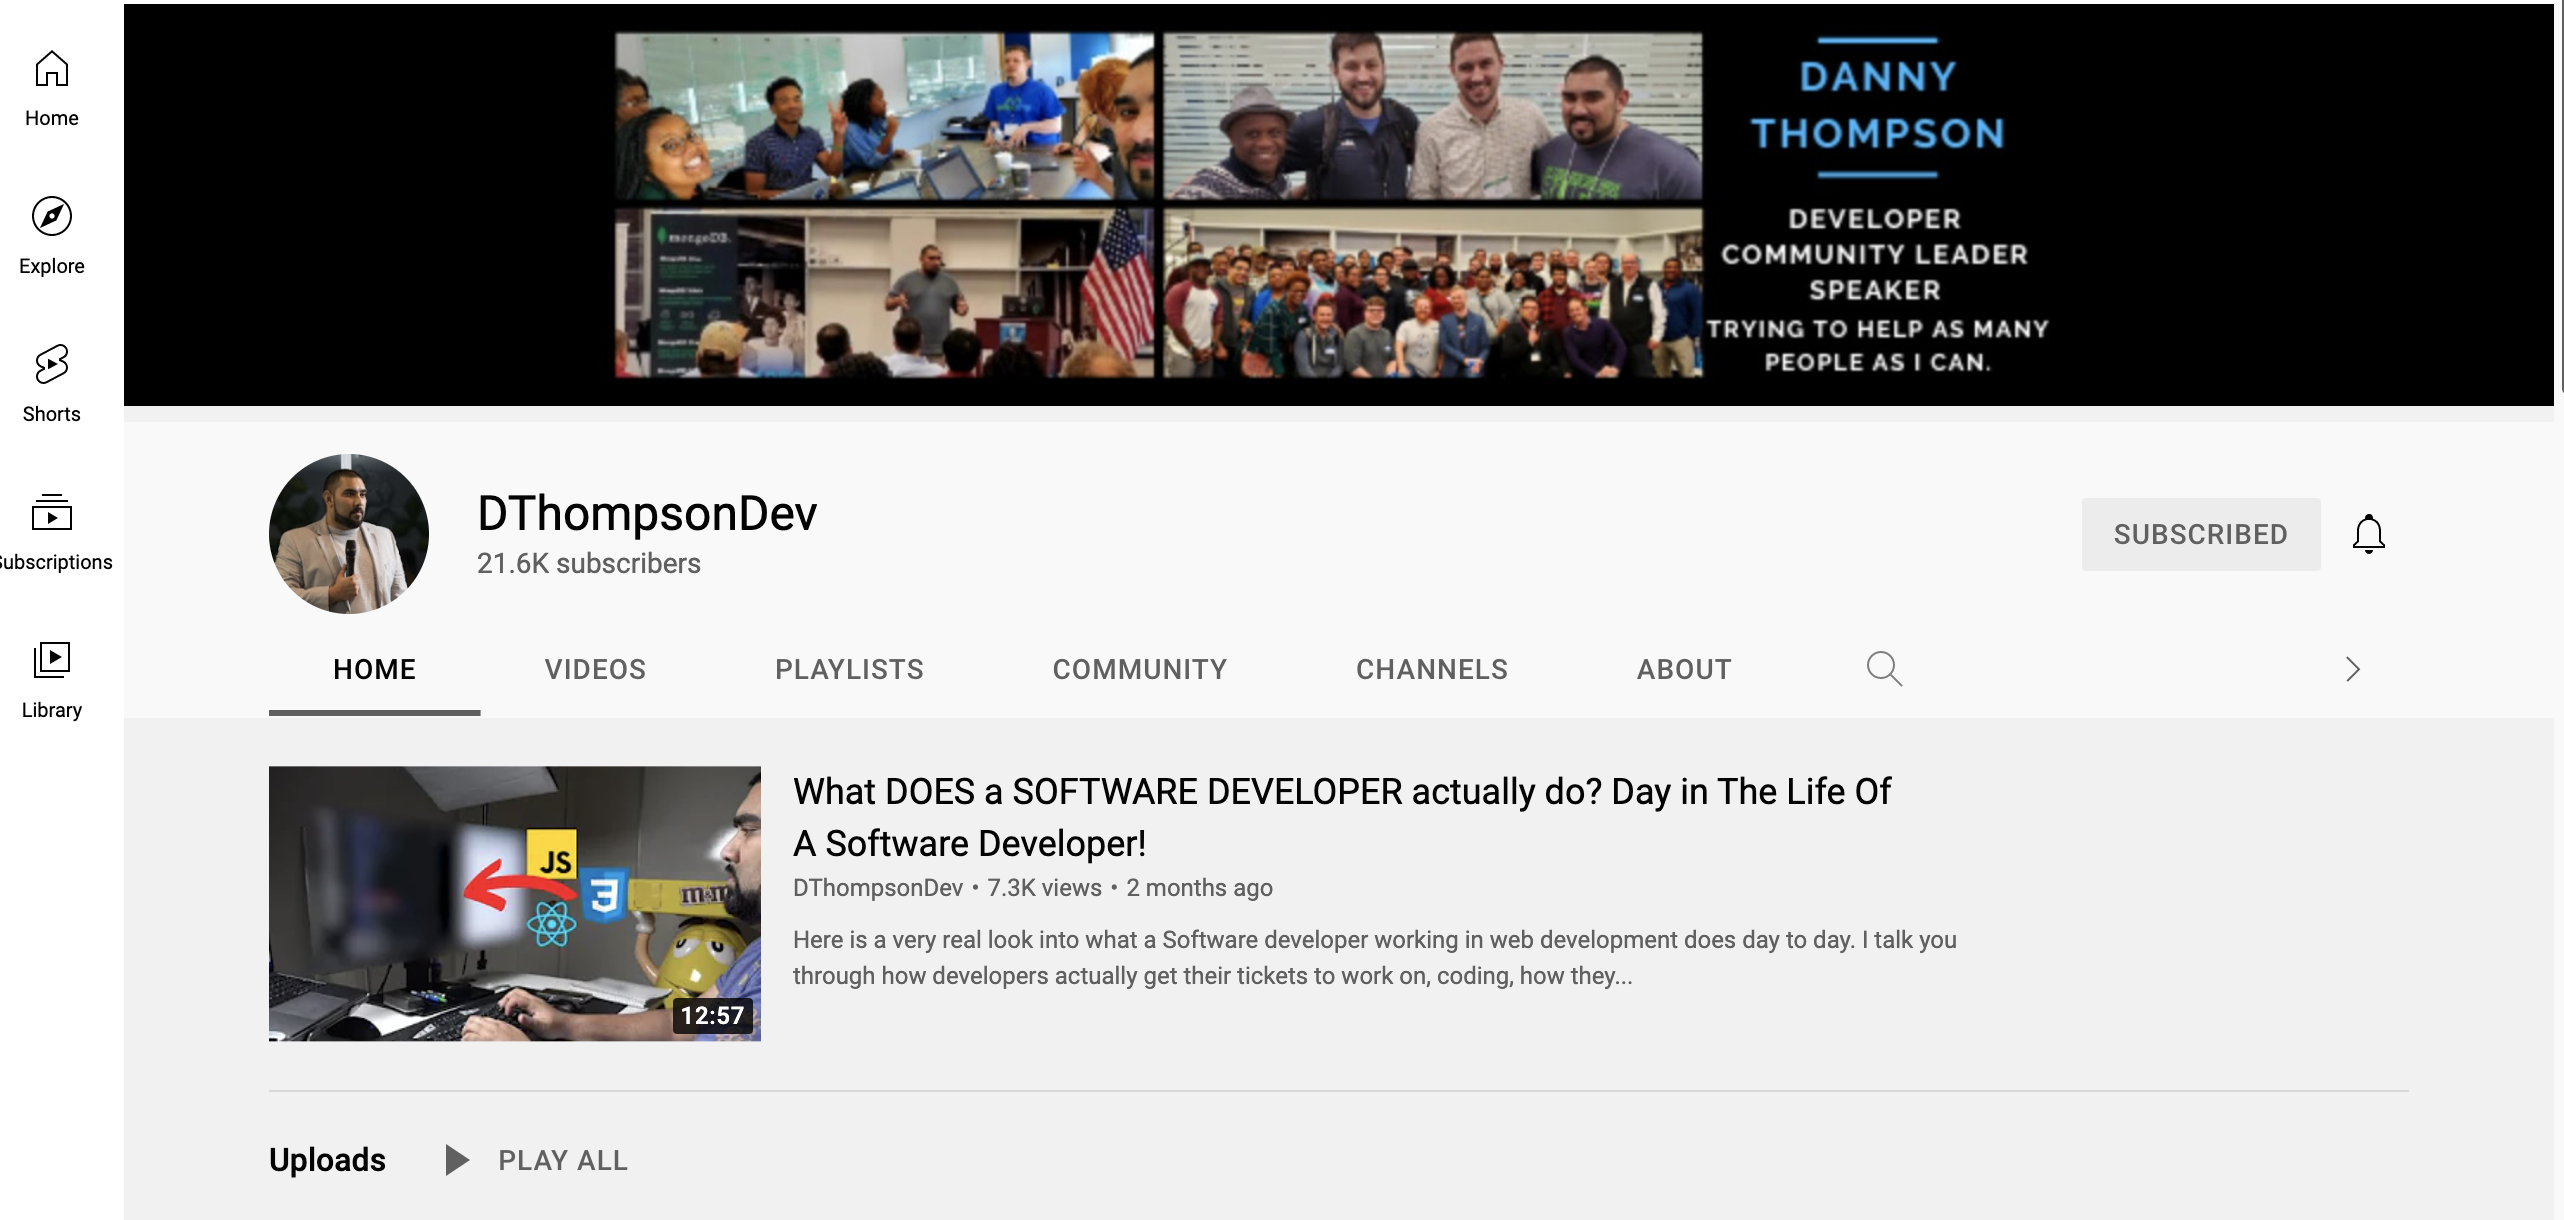 Home
Explore
Shorts
Subscriptions
Library
DANNY
THOMPSON
DEVELOPER
COMMUNITY LEADER
SPEAKER
TRYING TO HELP AS MANY
PEOPLE AS I CAN.
mongoDB.
DThompsonDev
21.6K subscribers
SUBSCRIBED
HOME VIDEOS PLAYLISTS COMMUNITY CHANNELS ABOUT
JS
3
m&m
12:57
What DOES a SOFTWARE DEVELOPER actually do? Day in The Life Of
A Software Developer!
DThompsonDev • 7.3K views • 2 months ago
Here is a very real look into what a Software developer working in web development does day to day. I talk you
through how developers actually get their tickets to work on, coding, how they...
Uploads PLAY ALL